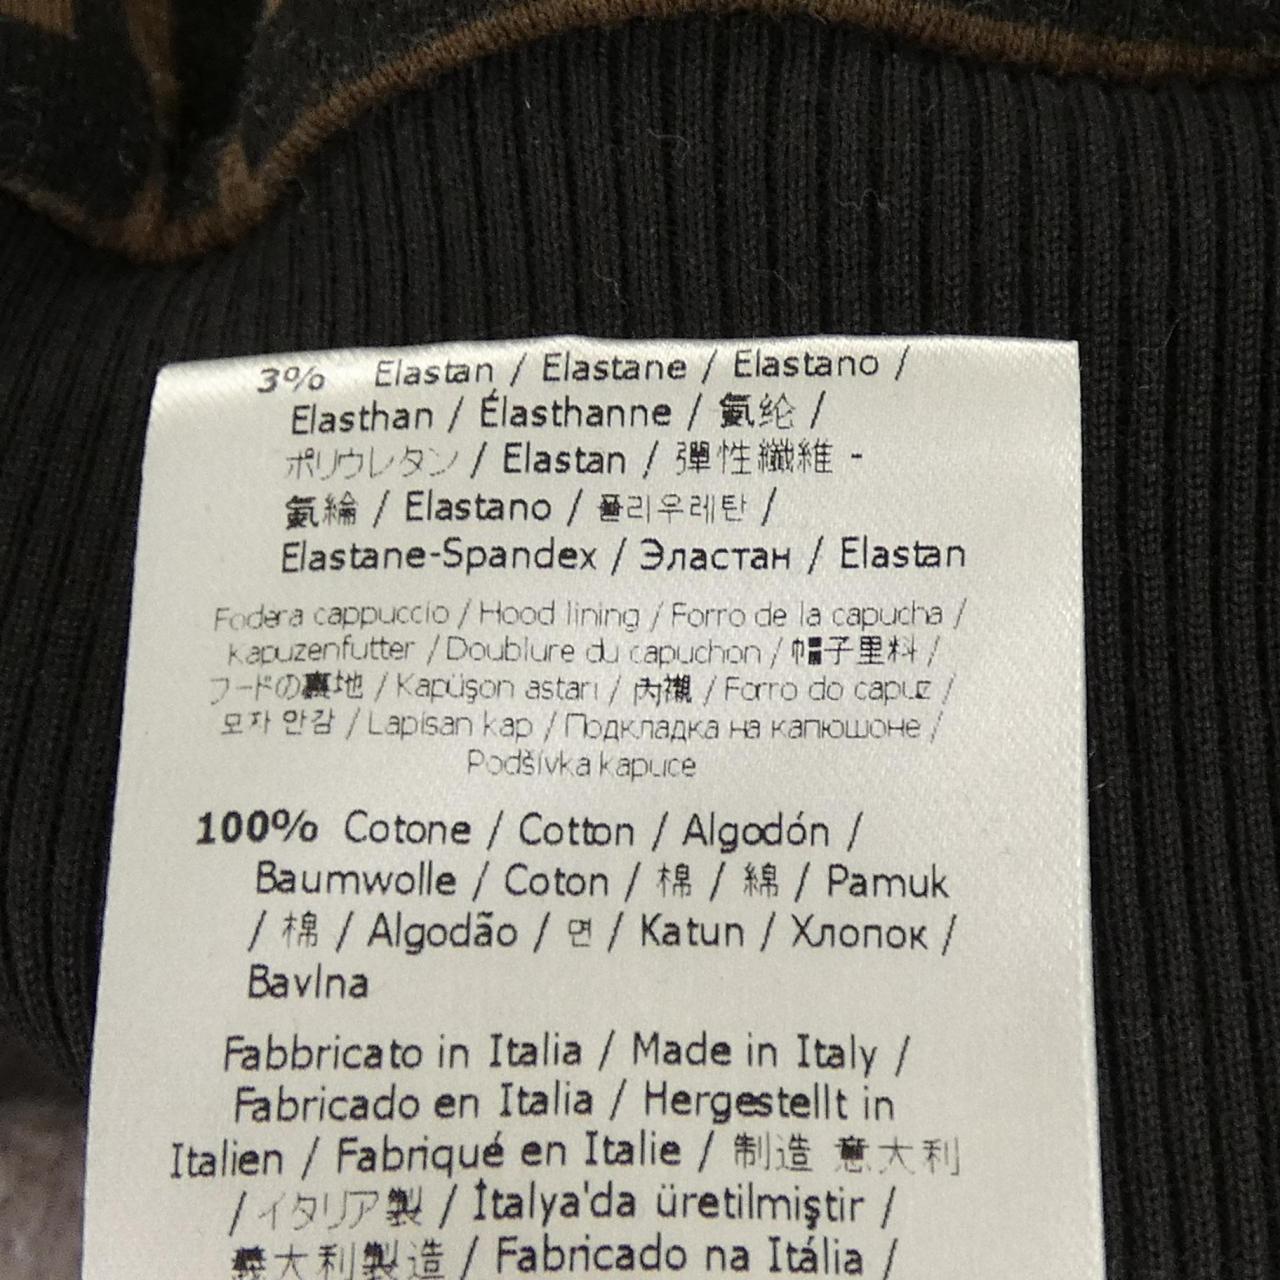 3% Elastan / Elastane / Elastano /
Elasthan / Élasthanne / 氨纶 /
ポリウレタン / Elastan / 彈性纖維 -
氨綸 / Elastano / 폴리우레탄 /
Elastane-Spandex / Эластан / Elastan
Fodera cappuccio / Hood lining / Forro de la capucha /
Kapuzenfutter / Doublure du capuchon / 帽子里料 /
フードの裏地 / Kapüşon astarı / 內襯 / Forro do capuz /
모자 안감 / Lapisan kap / Подкладка на капюшоне /
Podšívka kapuce
100% Cotone / Cotton / Algodón /
Baumwolle / Coton / 棉 / 綿 / Pamuk
/ 棉 / Algodão / 면 / Katun / Хлопок /
Bavlna
Fabbricato in Italia / Made in Italy /
Fabricado en Italia / Hergestellt in
Italien / Fabriqué en Italie / 制造 意大利
/ イタリア製 / İtalya'da üretilmiştir /
義大利製造 / Fabricado na Itália /